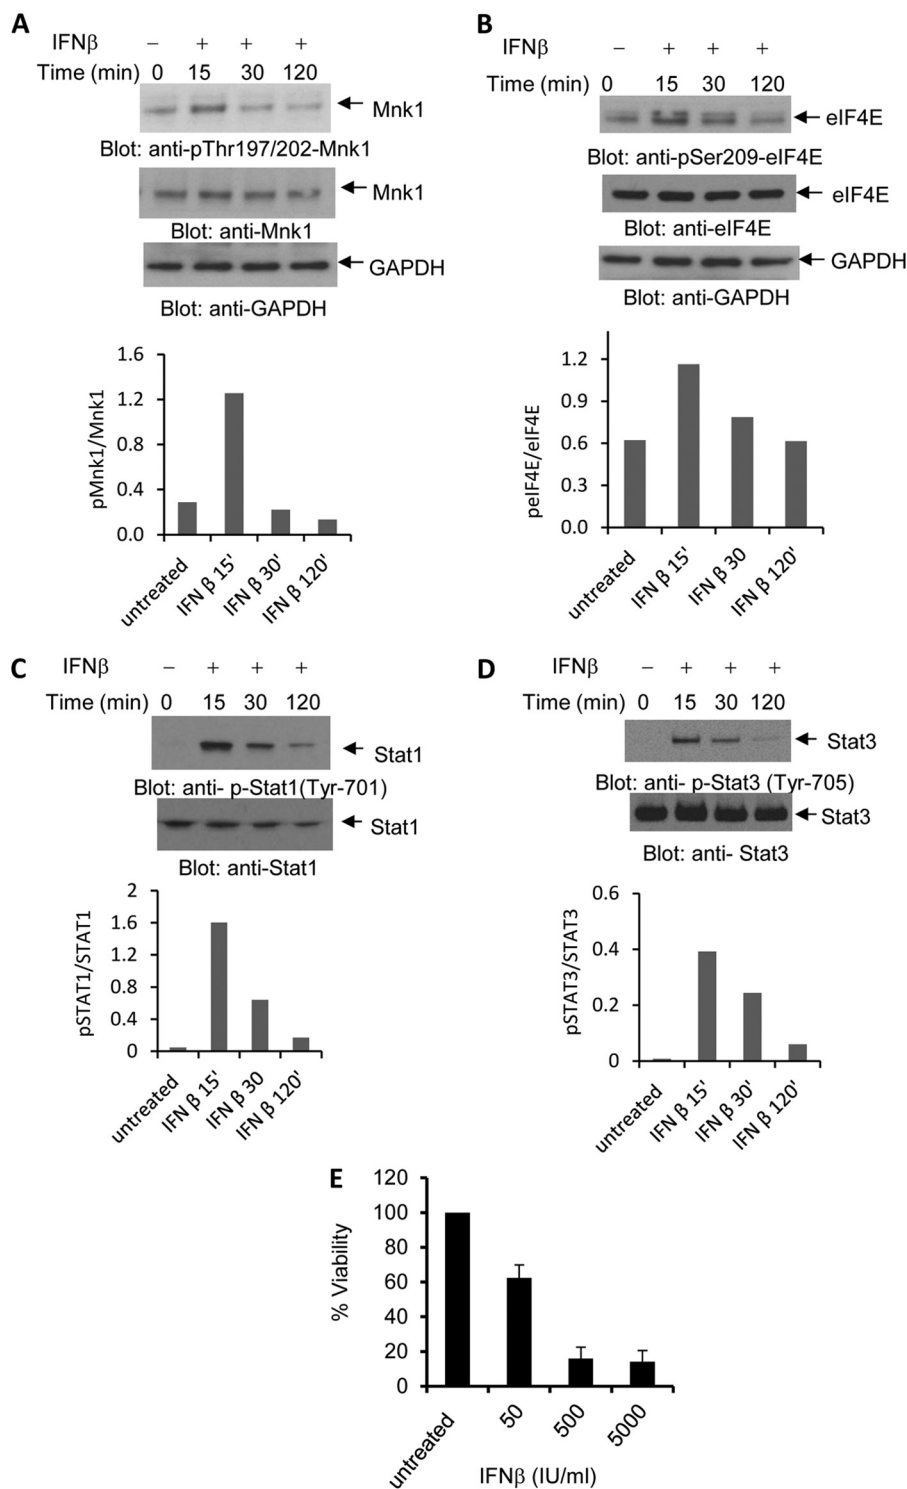 A
IFNβ – + + +
Time (min) 0 15 30 120
Mnk1
Blot: anti-pThr197/202-Mnk1
Mnk1
Blot: anti-Mnk1
GAPDH
Blot: anti-GAPDH
pMnk1/Mnk1
1.6
1.2
0.8
0.4
0.0
untreated
IFN β 15'
IFN β 30'
IFN β 120'
B
IFNβ – + + +
Time (min) 0 15 30 120
eIF4E
Blot: anti-pSer209-eIF4E
eIF4E
Blot: anti-eIF4E
GAPDH
Blot: anti-GAPDH
peIF4E/eIF4E
1.2
0.9
0.6
0.3
0.0
untreated
IFN β 15'
IFN β 30
IFN β 120'
C
IFNβ – + + +
Time (min) 0 15 30 120
Stat1
Blot: anti- p-Stat1(Tyr-701)
Stat1
Blot: anti-Stat1
pSTAT1/STAT1
2
1.6
1.2
0.8
0.4
0
untreated
IFN β 15'
IFN β 30
IFN β 120'
D
IFNβ – + + +
Time (min) 0 15 30 120
Stat3
Blot: anti- p-Stat3 (Tyr-705)
Stat3
Blot: anti- Stat3
pSTAT3/STAT3
0.6
0.4
0.2
0
untreated
IFN β 15'
IFN β 30'
IFN β 120'
E
% Viability
120
100
80
60
40
20
0
untreated
50
500
5000
IFNβ (IU/ml)